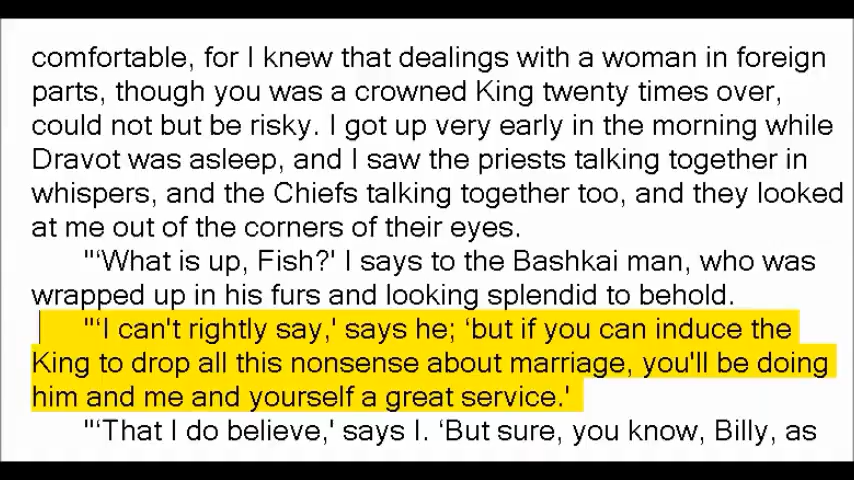 comfortable, for I knew that dealings with a woman in foreign
parts, though you was a crowned King twenty times over,
could not but be risky. I got up very early in the morning while
Dravot was asleep, and I saw the priests talking together in
whispers, and the Chiefs talking together too, and they looked
at me out of the corners of their eyes.
"‘What is up, Fish?' I says to the Bashkai man, who was
wrapped up in his furs and looking splendid to behold.
"‘I can't rightly say,' says he; ‘but if you can induce the
King to drop all this nonsense about marriage, you'll be doing
him and me and yourself a great service.'
"‘That I do believe,' says I. ‘But sure, you know, Billy, as